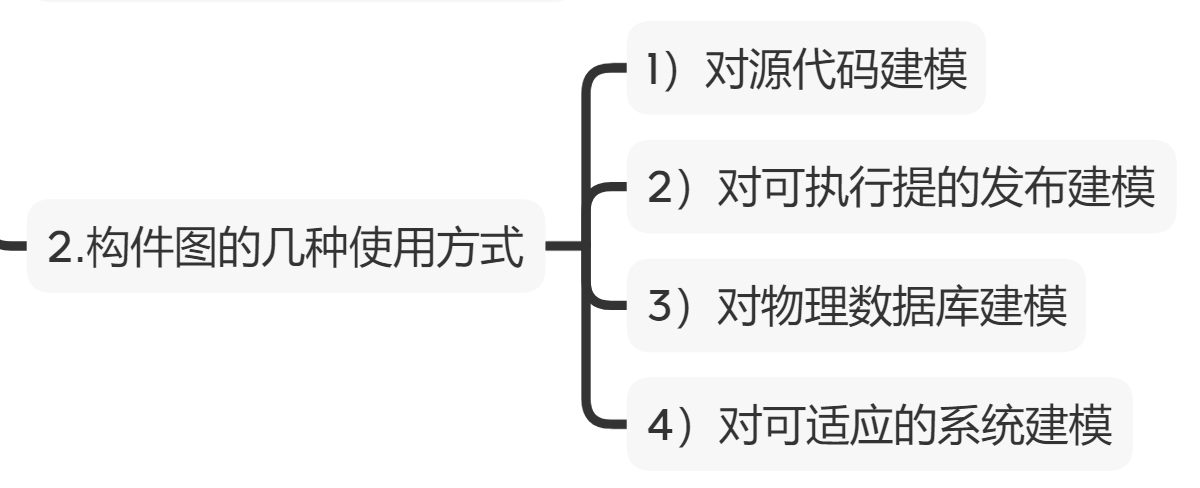 2.构件图的几种使用方式
1）对源代码建模
2）对可执行提的发布建模
3）对物理数据库建模
4）对可适应的系统建模